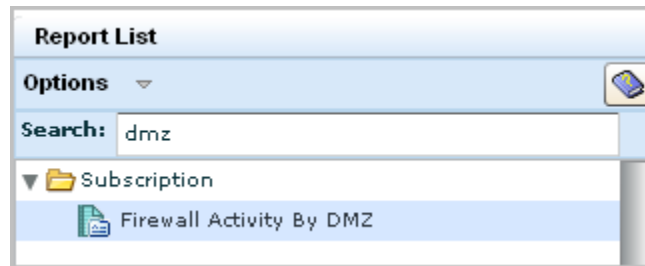 Report List
Options
Search: dmz
Subscription
Firewall Activity By DMZ